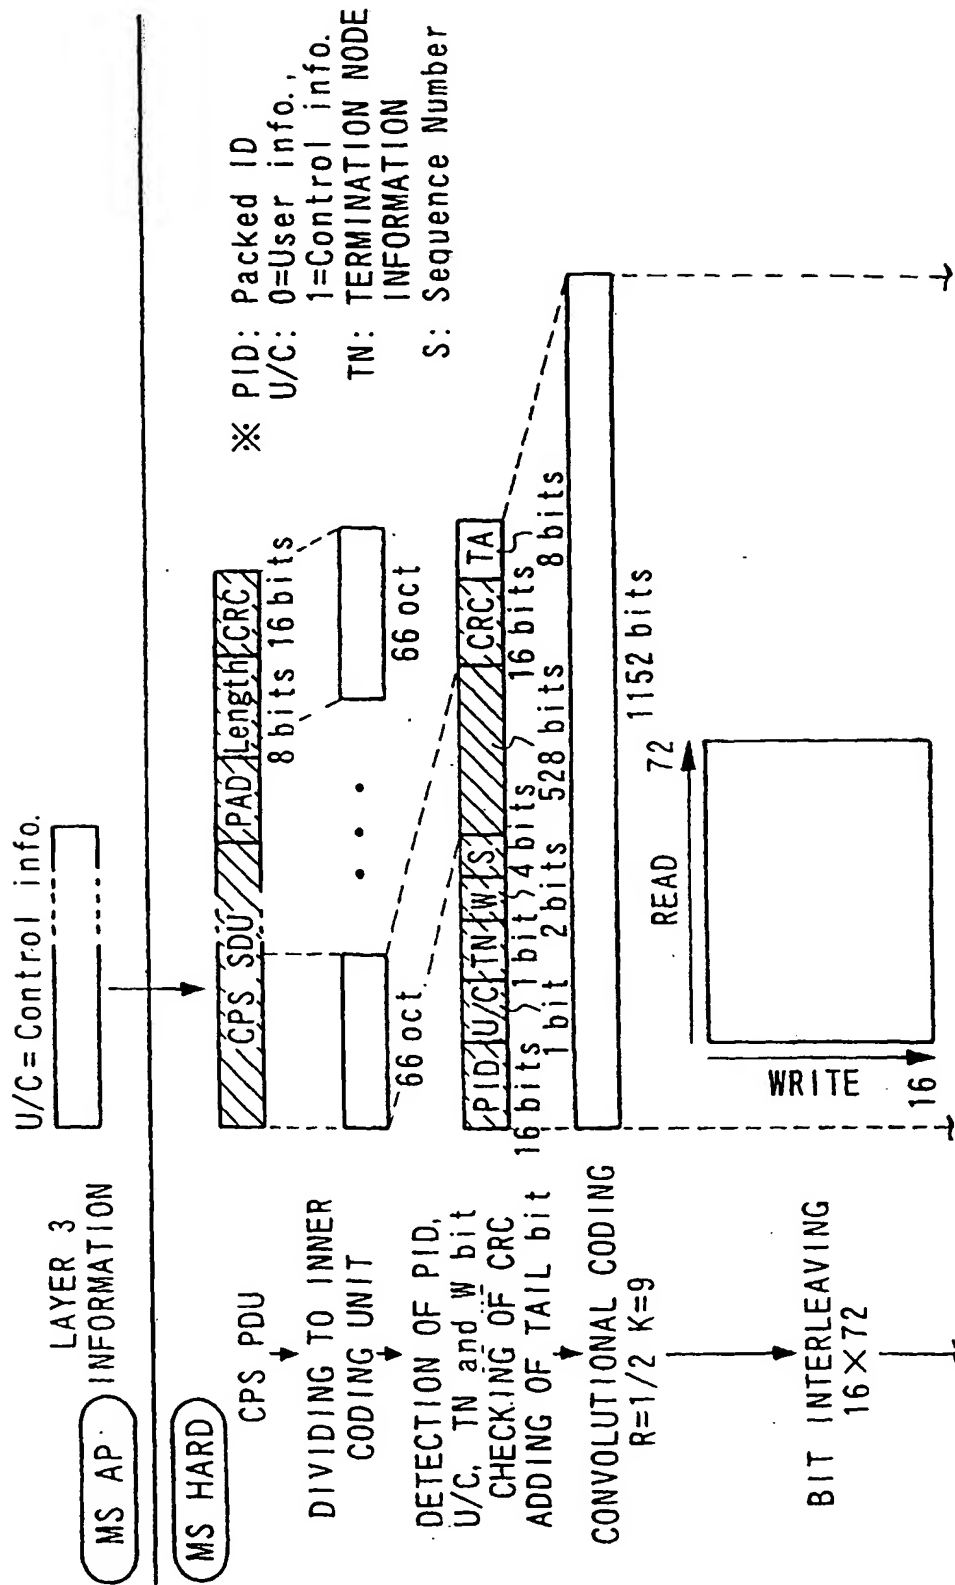 MS AP
LAYER 3
INFORMATION
U/C=Control info.
MS HARD
CPS PDU
CPS SDU PAD Length CRC
8 bits 16 bits
※ PID: Packed ID
U/C: 0=User info.,
1=Control info.
TN: TERMINATION NODE
INFORMATION
S: Sequence Number
DIVIDING TO INNER
CODING UNIT
66 oct
66 oct
DETECTION OF PID,
U/C, TN and W bit
CHECKING OF CRC
ADDING OF TAIL bit
PID U/C TN W S CRC TA
16 bits 1 bit 4 bits 528 bits 16 bits 8 bits
1 bit 2 bits
CONVOLUTIONAL CODING
R=1/2 K=9
1152 bits
BIT INTERLEAVING
16×72
READ 72
WRITE
16